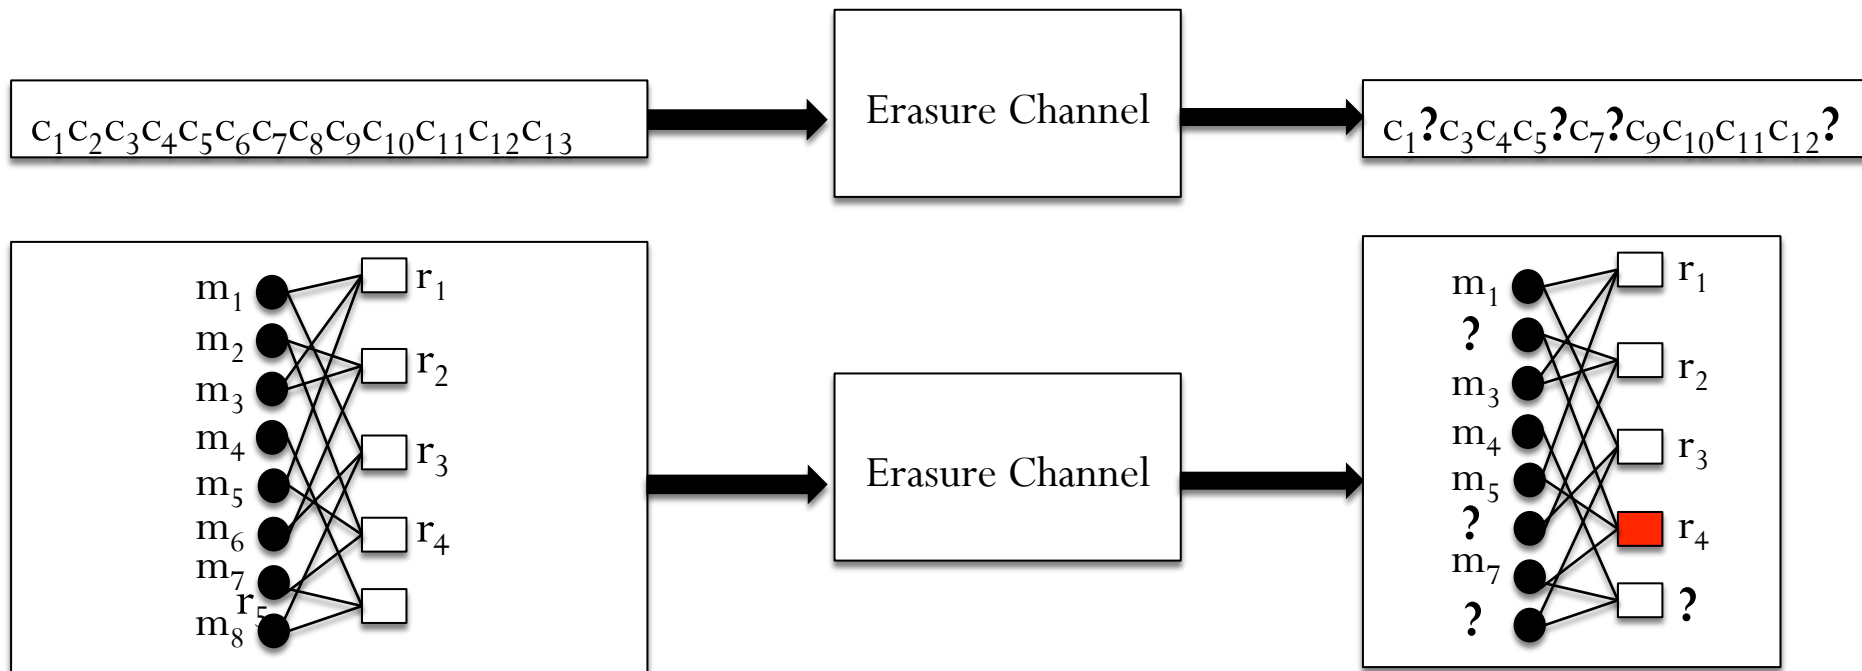 c₁c₂c₃c₄c₅c₆c₇c₈c₉c₁₀c₁₁c₁₂c₁₃
Erasure Channel
c₁?c₃c₄c₅?c₇?c₉c₁₀c₁₁c₁₂?
m₁
m₂
m₃
m₄
m₅
m₆
m₇
r₅
m₈
r₁
r₂
r₃
r₄
Erasure Channel
m₁
?
m₃
m₄
m₅
?
m₇
?
r₁
r₂
r₃
r₄
?